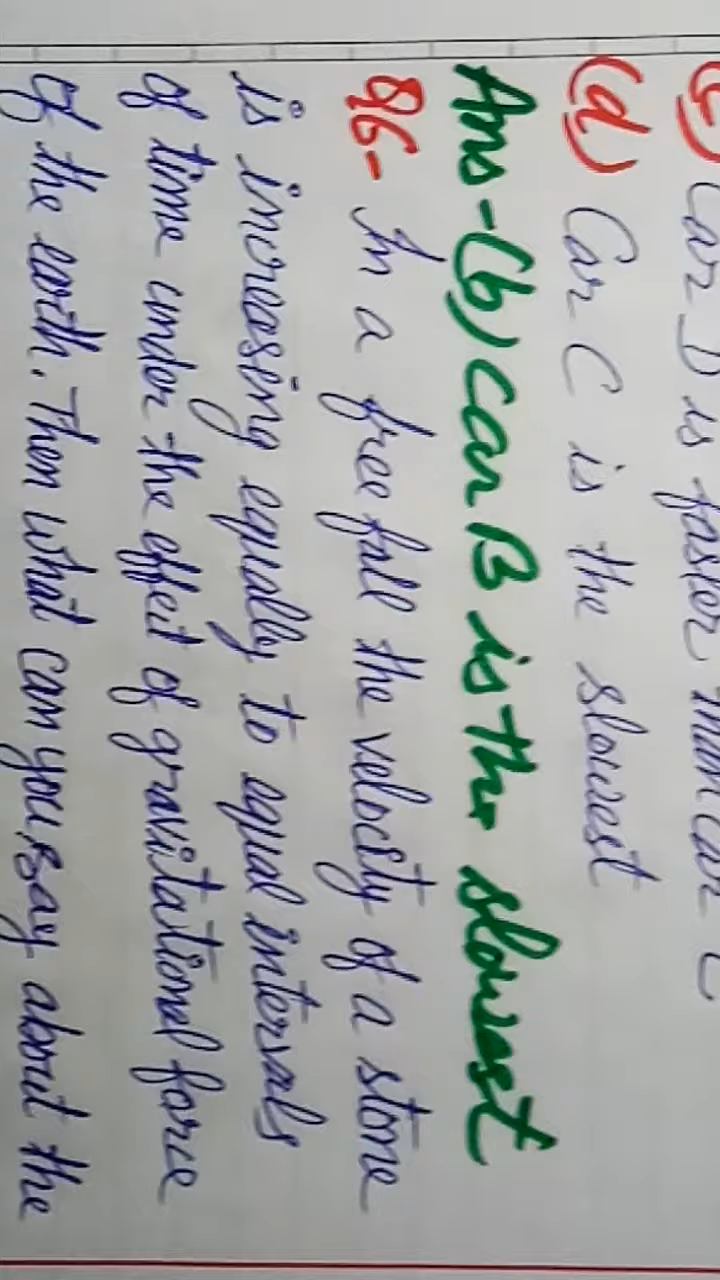 (c) Car D is faster than car C
(d) Car C is the slowest
Ans-(b) Car B is the slowest
Q6- In a free fall the velocity of a stone
is increasing equally to equal intervals
of time under the effect of gravitational force
of the earth. Then what can you say about the